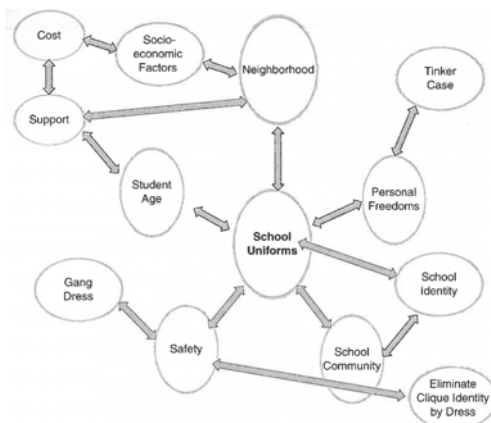 Cost
Socio-
economic
Factors
Neighborhood
Tinker
Case
Support
Student
Age
Personal
Freedoms
School
Uniforms
Gang
Dress
School
Identity
Safety
School
Community
Eliminate
Clique Identity
by Dress